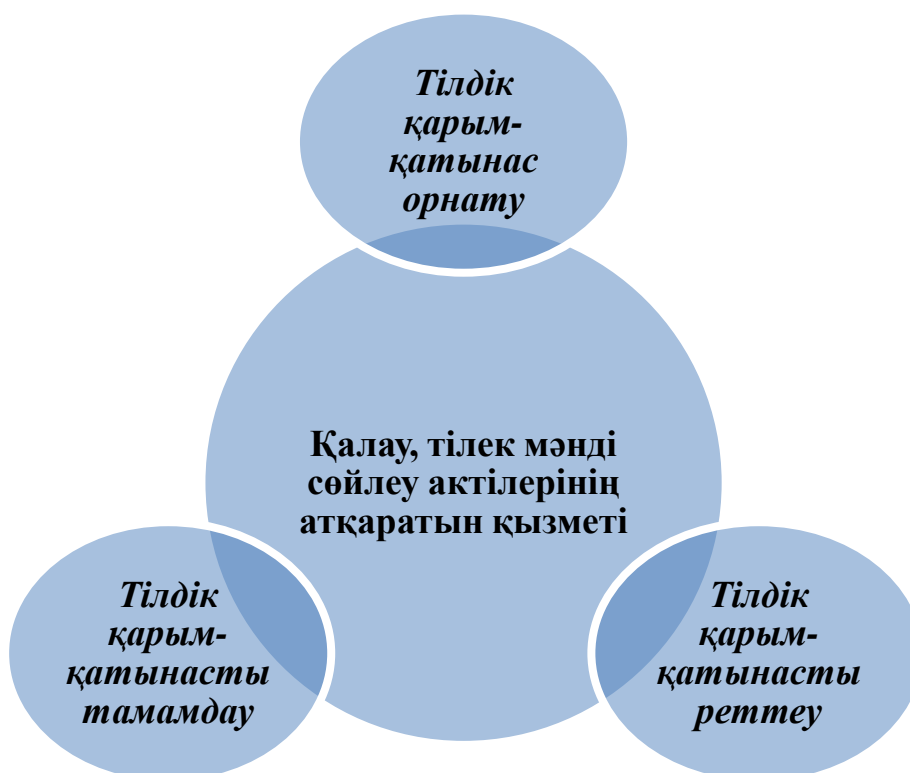 Тілдік
қарым-
қатынас
орнату
Қалау, тілек мәнді
сөйлеу актілерінің
атқаратын қызметі
Тілдік
қарым-
қатынасты
тамамдау
Тілдік
қарым-
қатынасты
реттеу